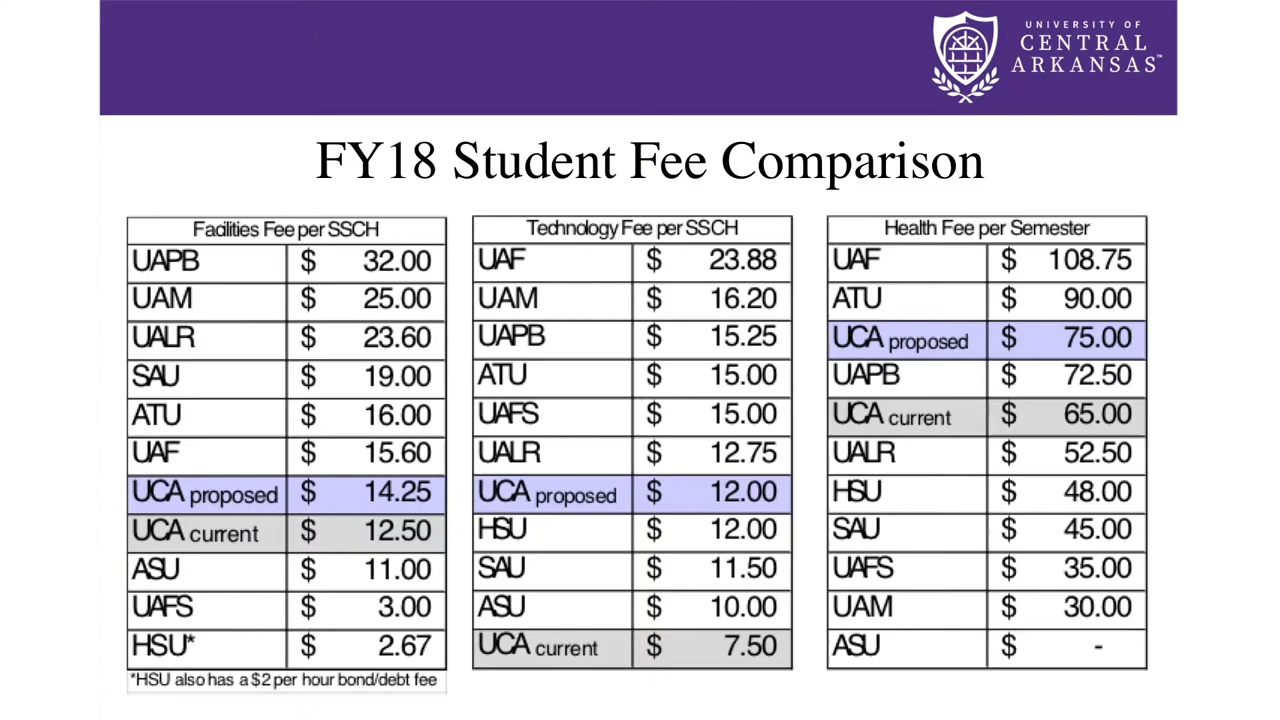 UNIVERSITY OF
CENTRAL
ARKANSAS™
FY18 Student Fee Comparison
Facilities Fee per SSCH
UAPB $ 32.00
UAM $ 25.00
UALR $ 23.60
SAU $ 19.00
ATU $ 16.00
UAF $ 15.60
UCA proposed $ 14.25
UCA current $ 12.50
ASU $ 11.00
UAFS $ 3.00
HSU* $ 2.67
*HSU also has a $2 per hour bond/debt fee
Technology Fee per SSCH
UAF $ 23.88
UAM $ 16.20
UAPB $ 15.25
ATU $ 15.00
UAFS $ 15.00
UALR $ 12.75
UCA proposed $ 12.00
HSU $ 12.00
SAU $ 11.50
ASU $ 10.00
UCA current $ 7.50
Health Fee per Semester
UAF $ 108.75
ATU $ 90.00
UCA proposed $ 75.00
UAPB $ 72.50
UCA current $ 65.00
UALR $ 52.50
HSU $ 48.00
SAU $ 45.00
UAFS $ 35.00
UAM $ 30.00
ASU $ -